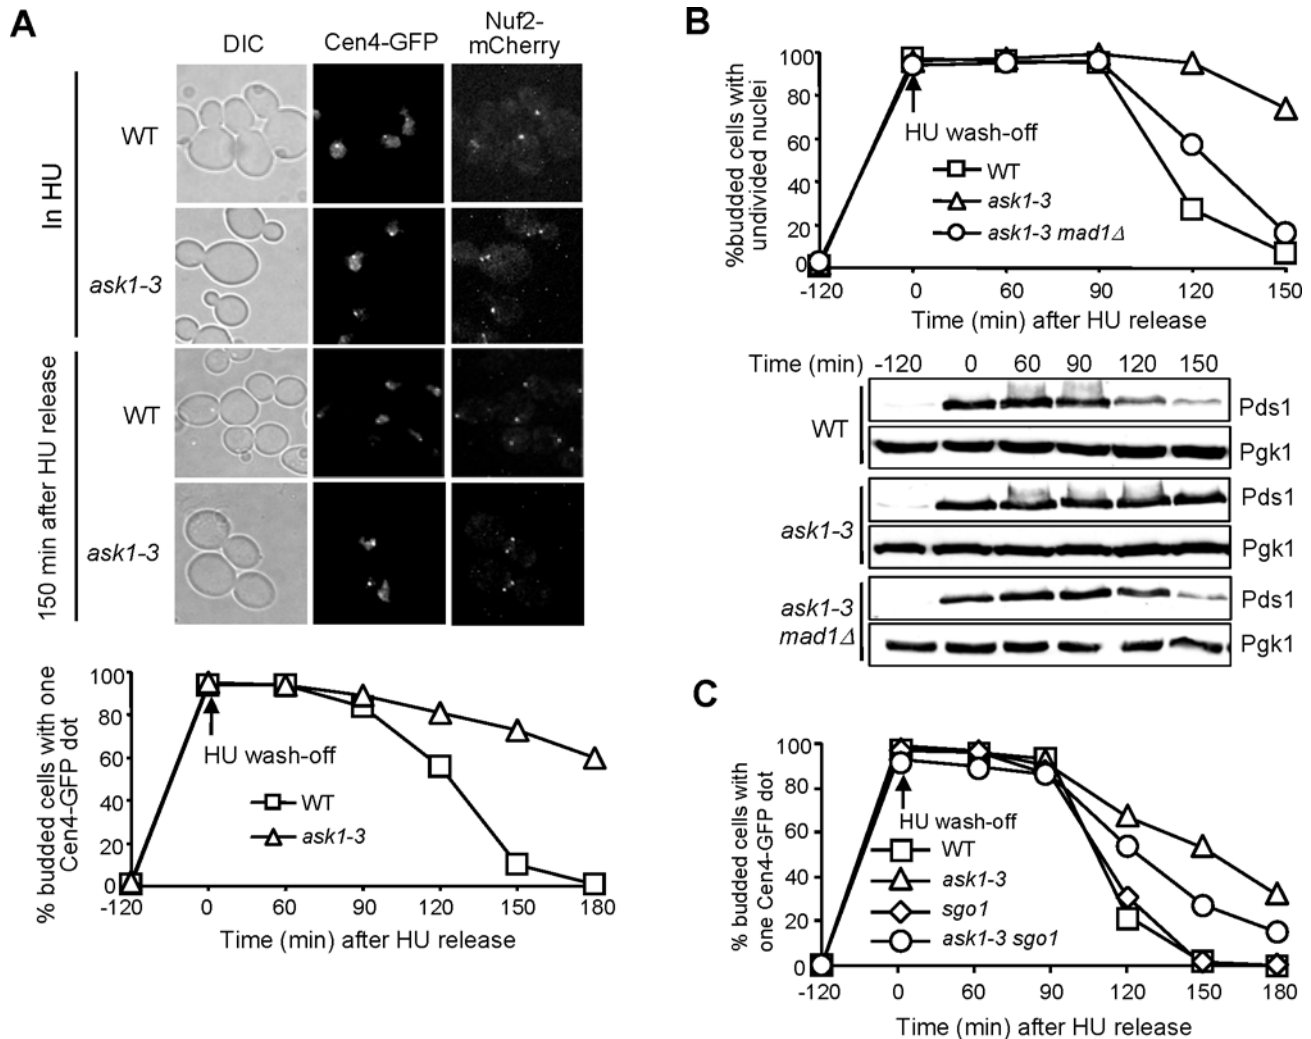 A
DIC
Cen4-GFP
Nuf2-
mCherry
In HU
WT
ask1-3
150 min after HU release
WT
ask1-3
% budded cells with one
Cen4-GFP dot
100
80
60
40
20
0
HU wash-off
WT
ask1-3
-120 0 60 90 120 150 180
Time (min) after HU release
B
%budded cells with
undivided nuclei
100
80
60
40
20
0
HU wash-off
WT
ask1-3
ask1-3 mad1Δ
-120 0 60 90 120 150
Time (min) after HU release
Time (min) -120 0 60 90 120 150
WT
Pds1
Pgk1
ask1-3
Pds1
Pgk1
ask1-3
mad1Δ
Pds1
Pgk1
C
% budded cells with
one Cen4-GFP dot
100
80
60
40
20
0
HU wash-off
WT
ask1-3
sgo1
ask1-3 sgo1
-120 0 60 90 120 150 180
Time (min) after HU release